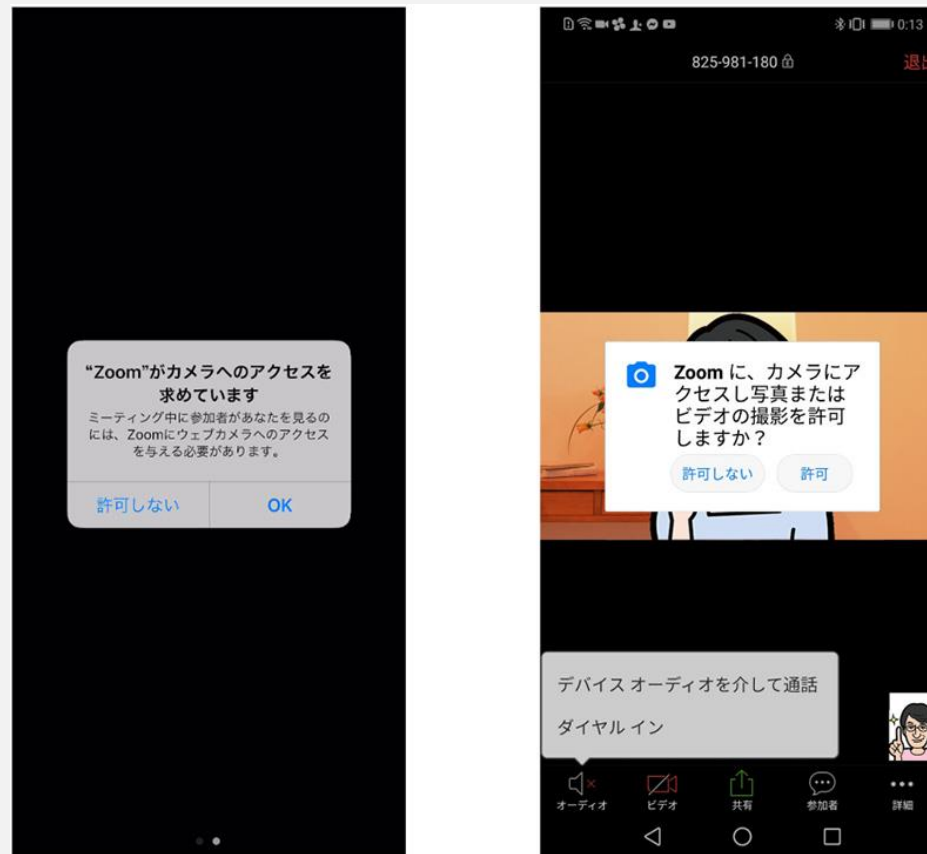 “Zoom”がカメラへのアクセスを
求めています
ミーティング中に参加者があなたを見るの
には、Zoomにウェブカメラへのアクセス
を与える必要があります。
許可しない
OK
0:13
825-981-180
退出
Zoom に、カメラにア
クセスし写真または
ビデオの撮影を許可
しますか？
許可しない
許可
デバイス オーディオを介して通話
ダイヤル イン
オーディオ
ビデオ
共有
参加者
詳細